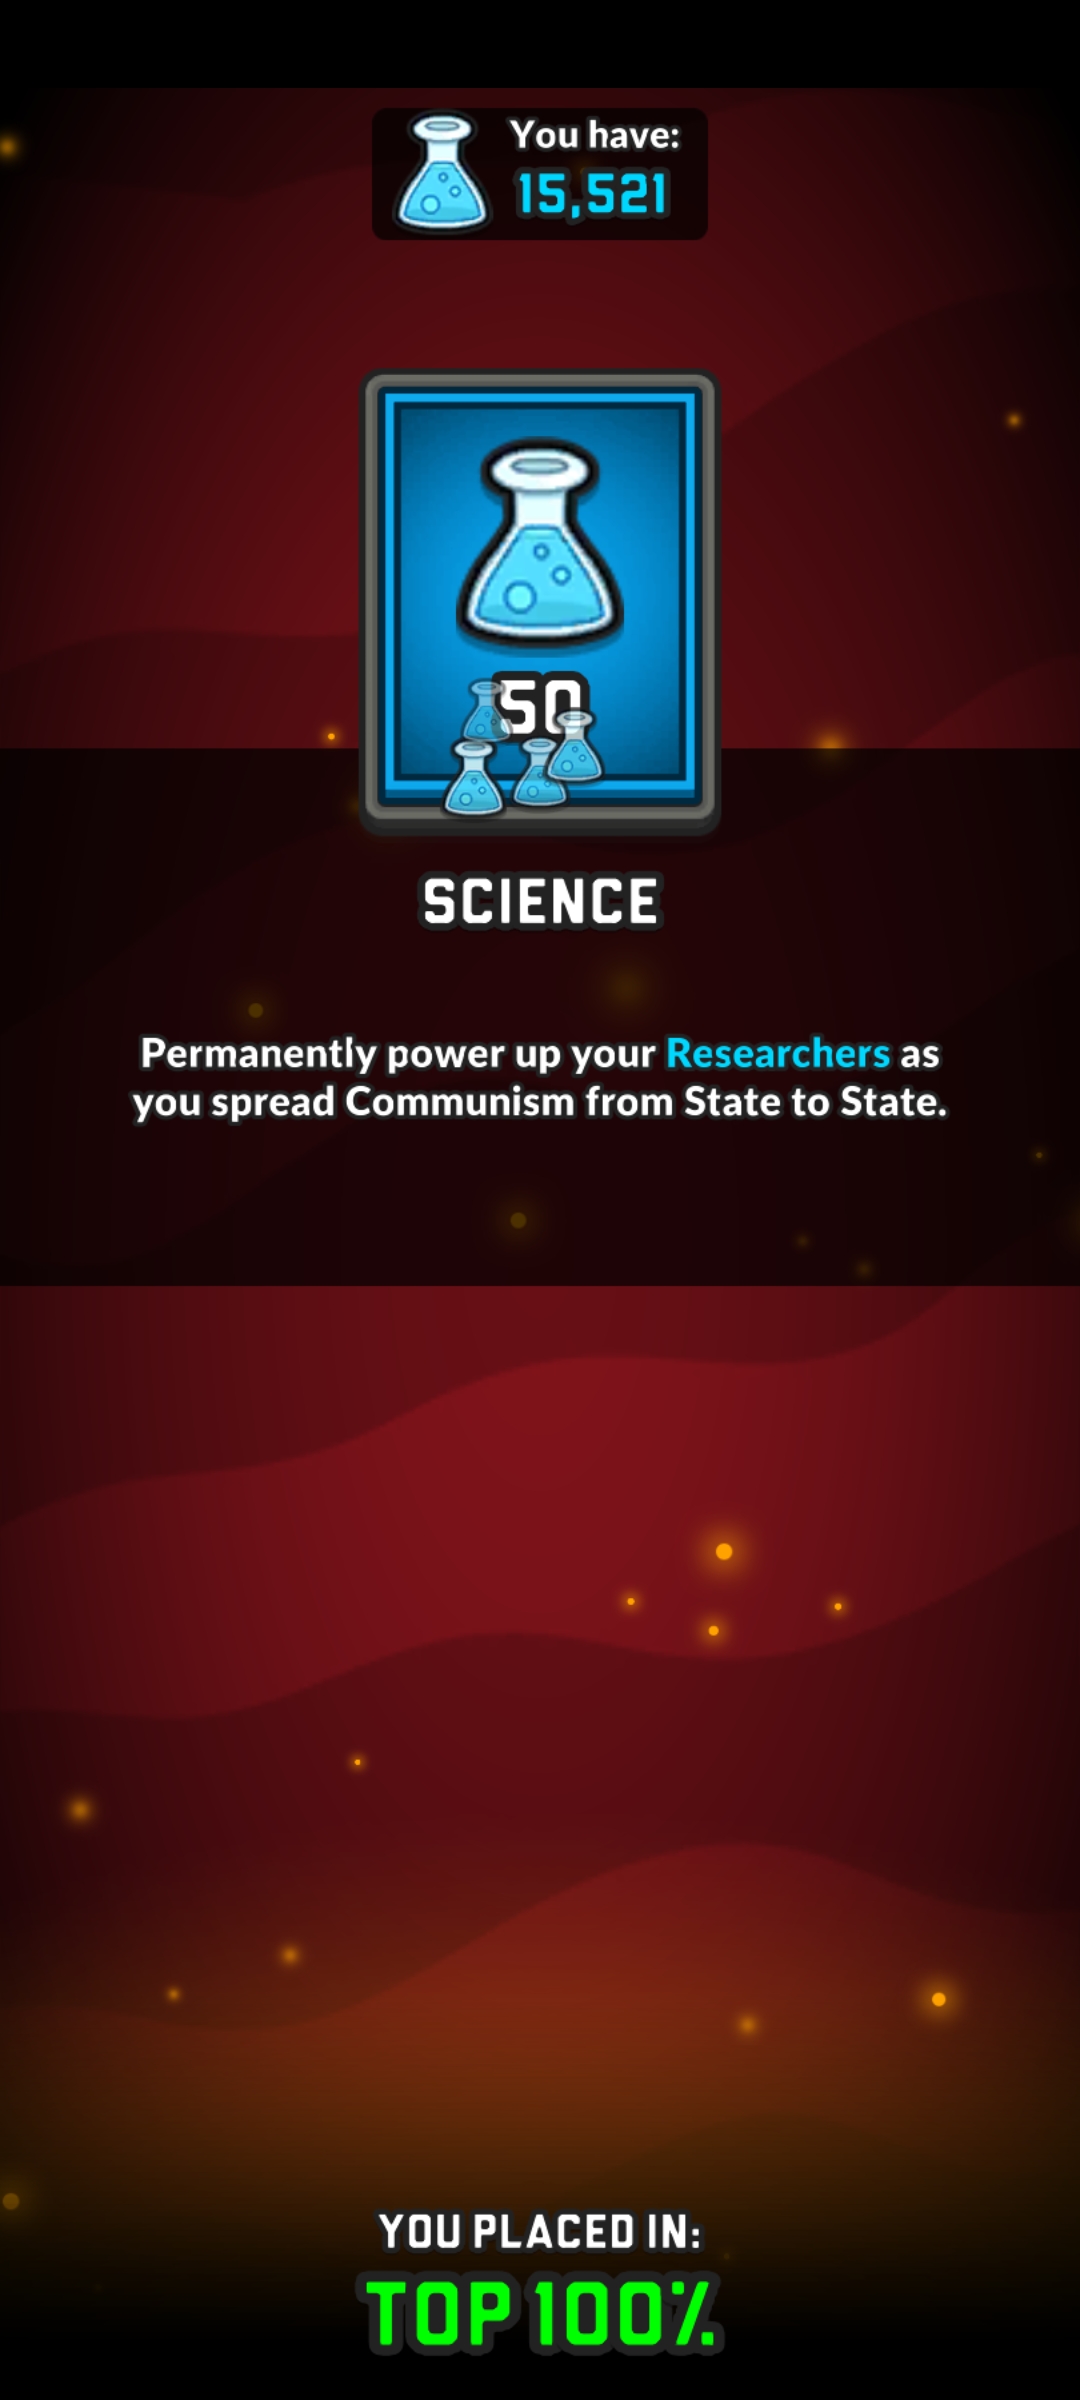 You have:
15,521
50
SCIENCE
Permanently power up your Researchers as
you spread Communism from State to State.
YOU PLACED IN:
TOP 100%